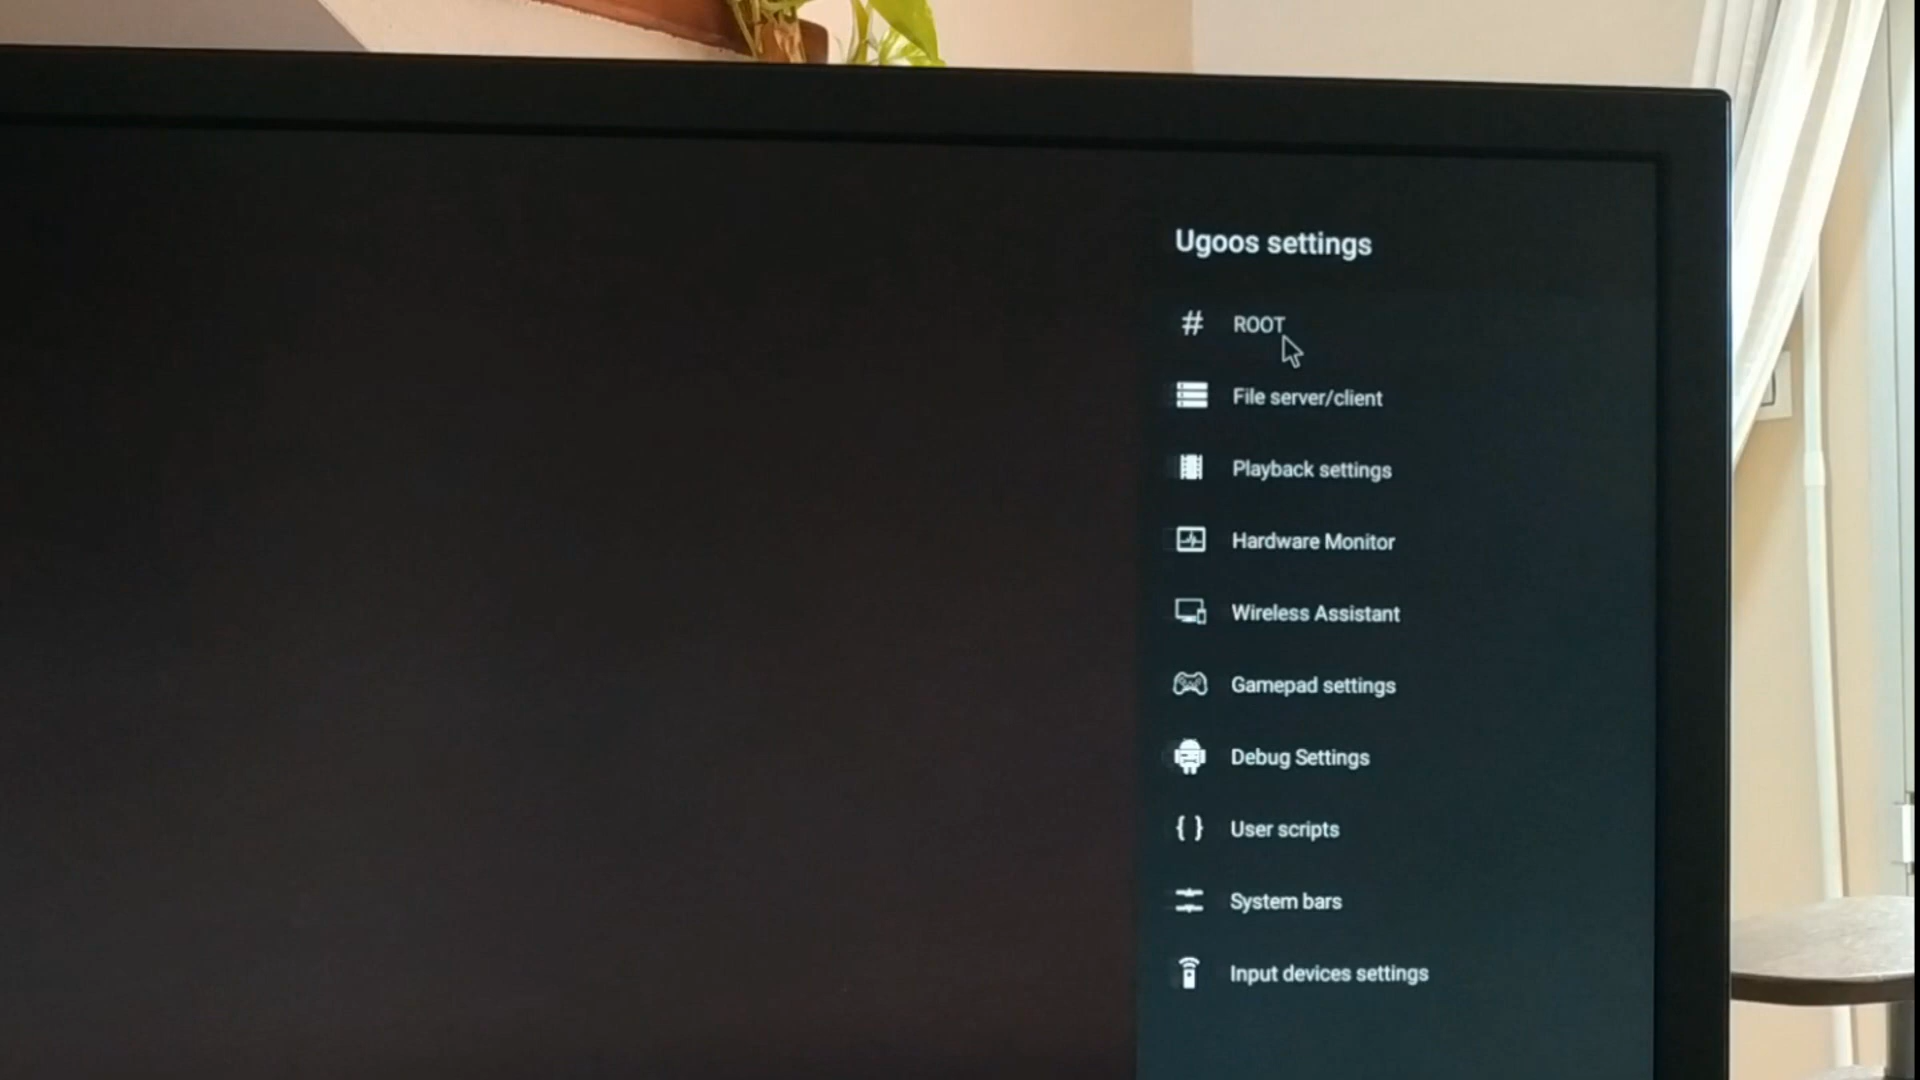 Ugoos settings
# ROOT
File server/client
Playback settings
Hardware Monitor
Wireless Assistant
Gamepad settings
Debug Settings
{ } User scripts
System bars
Input devices settings